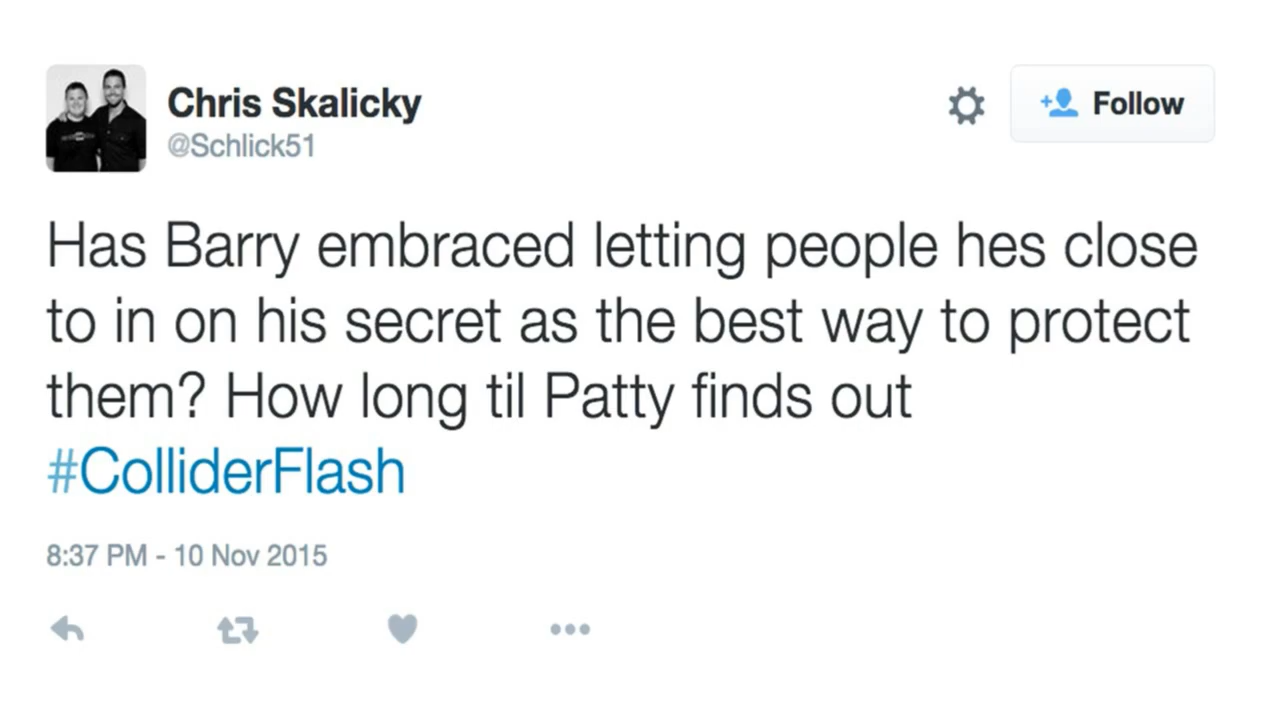 Chris Skalicky
@Schlick51
Follow
Has Barry embraced letting people hes close
to in on his secret as the best way to protect
them? How long til Patty finds out
#ColliderFlash
8:37 PM - 10 Nov 2015